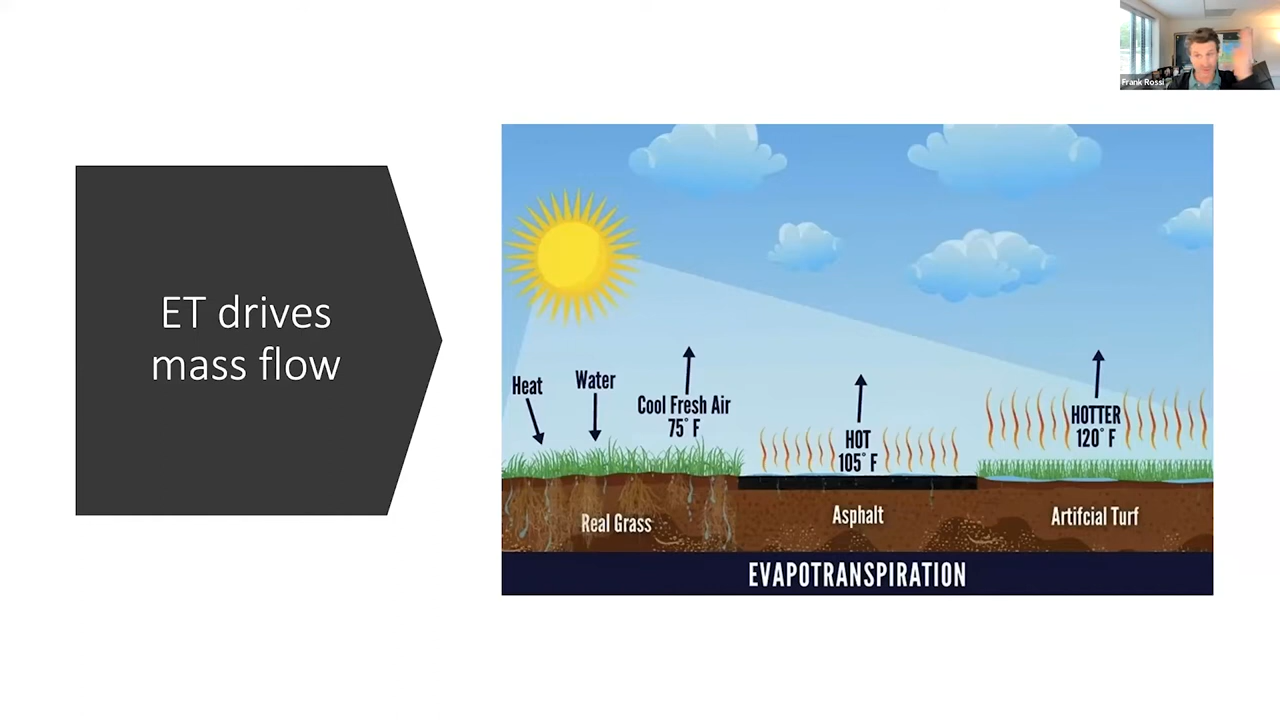 Frank Rossi
ET drives
mass flow
Heat
Water
Cool Fresh Air
75° F
HOT
105° F
HOTTER
120° F
Real Grass
Asphalt
Artifcial Turf
EVAPOTRANSPIRATION